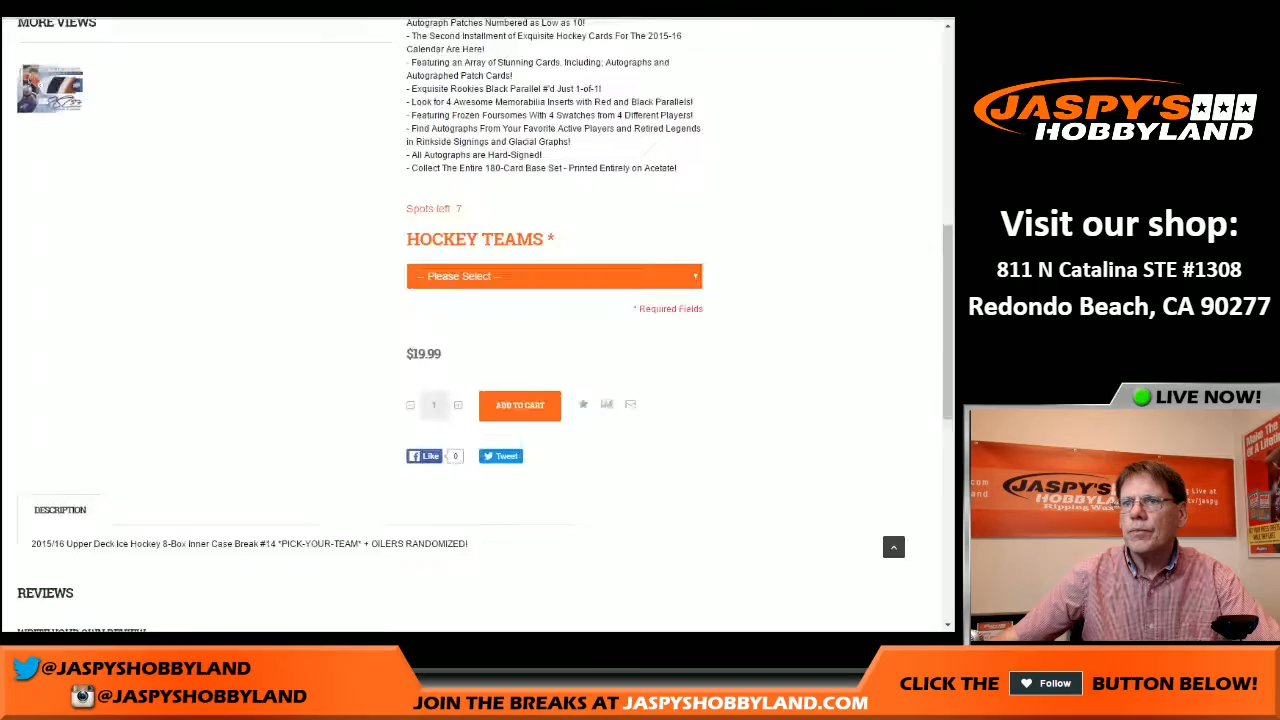 MORE VIEWS
Autograph Patches Numbered as Low as 10!
- The Second Installment of Exquisite Hockey Cards For The 2015-16
Calendar Are Here!
- Featuring an Array of Stunning Cards, Including; Autographs and
Autographed Patch Cards!
- Exquisite Rookies Black Parallel #'d Just 1-of-1!
- Look for 4 Awesome Memorabilia Inserts with Red and Black Parallels!
- Featuring Frozen Foursomes With 4 Swatches from 4 Different Players!
- Find Autographs From Your Favorite Active Players and Retired Legends
in Rinkside Signings and Glacial Graphs!
- All Autographs are Hard-Signed!
- Collect The Entire 180-Card Base Set - Printed Entirely on Acetate!
Spots left 7
HOCKEY TEAMS *
-- Please Select --
* Required Fields
$19.99
1
ADD TO CART
Like
0
Tweet
DESCRIPTION
2015/16 Upper Deck Ice Hockey 8-Box Inner Case Break #14 *PICK-YOUR-TEAM* + OILERS RANDOMIZED!
REVIEWS
WRITE YOUR OWN REVIEW
JASPY'S
HOBBYLAND
Visit our shop:
811 N Catalina STE #1308
Redondo Beach, CA 90277
LIVE NOW!
JASPY'S
HOBBYLAND
@JASPYSHOBBYLAND
@JASPYSHOBBYLAND
JOIN THE BREAKS AT JASPYSHOBBYLAND.COM
CLICK THE
Follow
BUTTON BELOW!